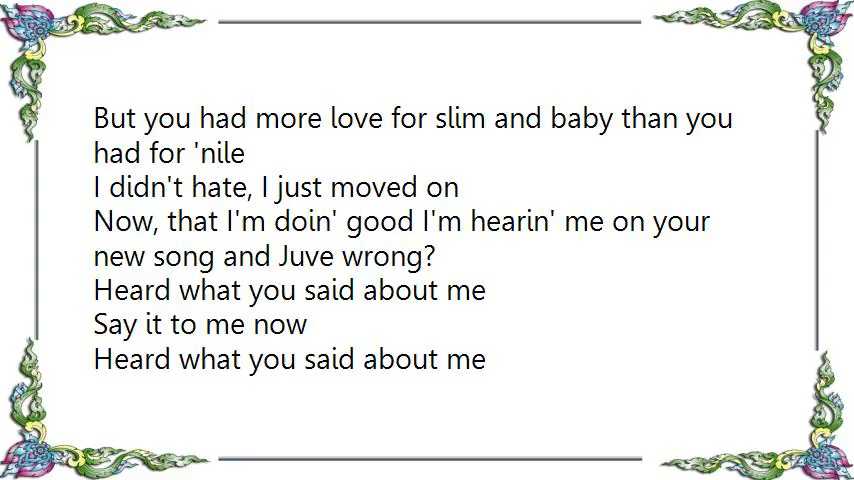 But you had more love for slim and baby than you
had for 'nile
I didn't hate, I just moved on
Now, that I'm doin' good I'm hearin' me on your
new song and Juve wrong?
Heard what you said about me
Say it to me now
Heard what you said about me